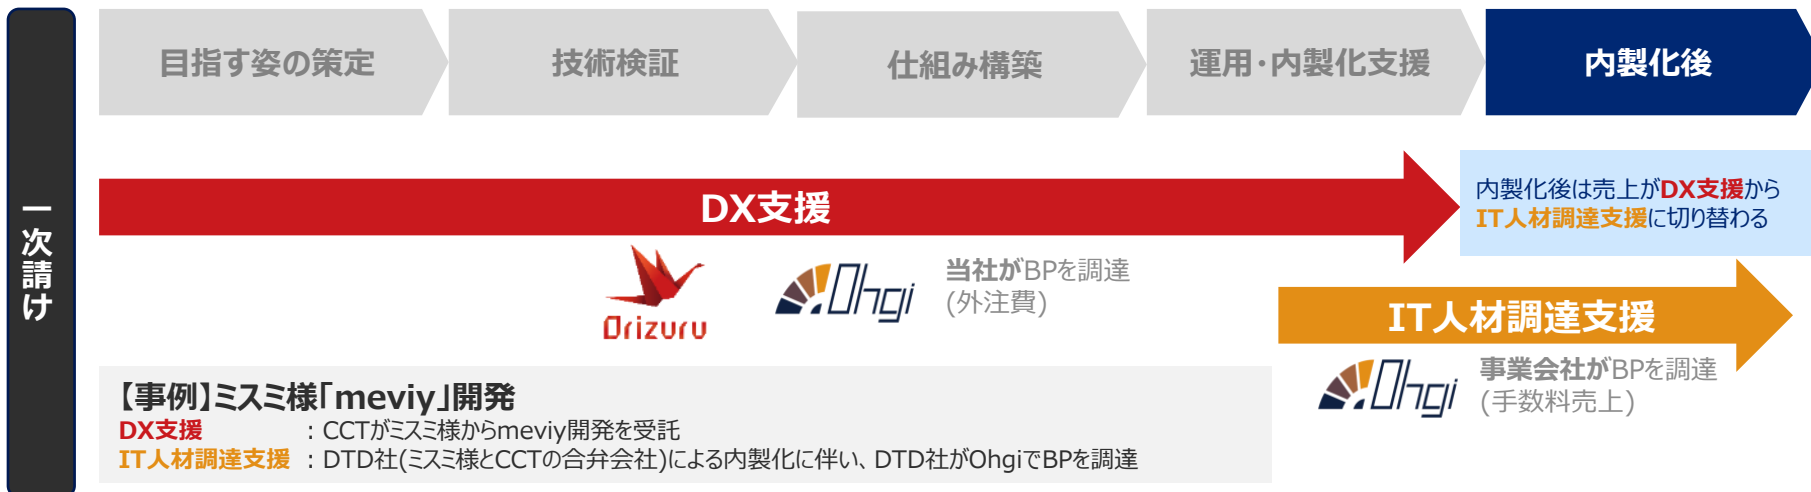 一次請け
目指す姿の策定
技術検証
仕組み構築
運用・内製化支援
内製化後
DX支援
内製化後は売上がDX支援から
IT人材調達支援に切り替わる
Orizuru
Ohgi
当社がBPを調達
(外注費)
IT人材調達支援
Ohgi
事業会社がBPを調達
(手数料売上)
【事例】ミスミ様「meviy」開発
DX支援 : CCTがミスミ様からmeviy開発を受託
IT人材調達支援 : DTD社(ミスミ様とCCTの合弁会社)による内製化に伴い、DTD社がOhgiでBPを調達